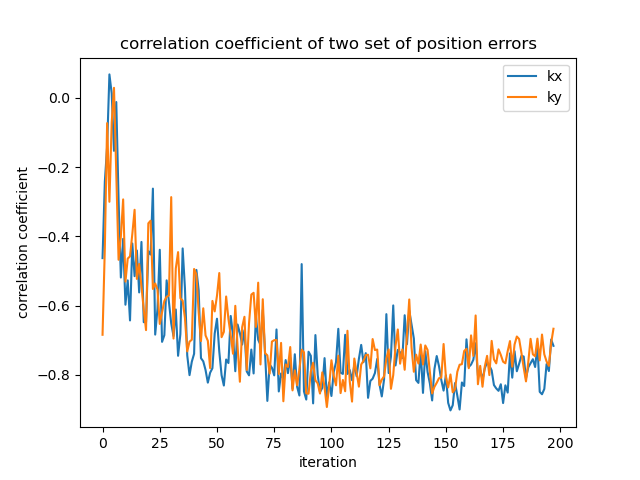 correlation coefficient of two set of position errors
kx
ky
0.0
−0.2
−0.4
−0.6
−0.8
correlation coefficient
0
25
50
75
100
125
150
175
200
iteration